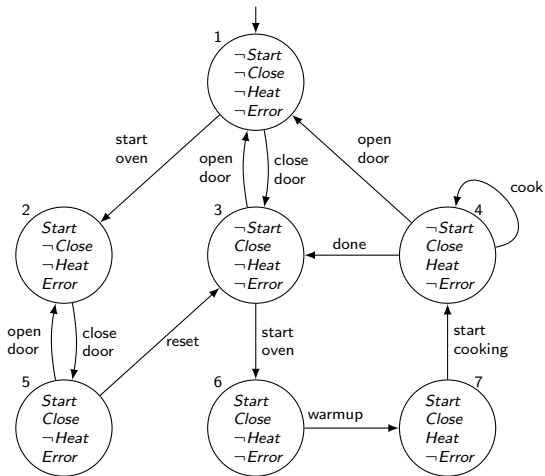 1
¬Start
¬Close
¬Heat
¬Error
start
oven
open
door
close
door
open
door
cook
2
Start
¬Close
¬Heat
Error
3
¬Start
Close
¬Heat
¬Error
done
4
¬Start
Close
Heat
¬Error
open
door
close
door
reset
start
oven
start
cooking
5
Start
Close
¬Heat
Error
6
Start
Close
¬Heat
¬Error
warmup
7
Start
Close
Heat
¬Error